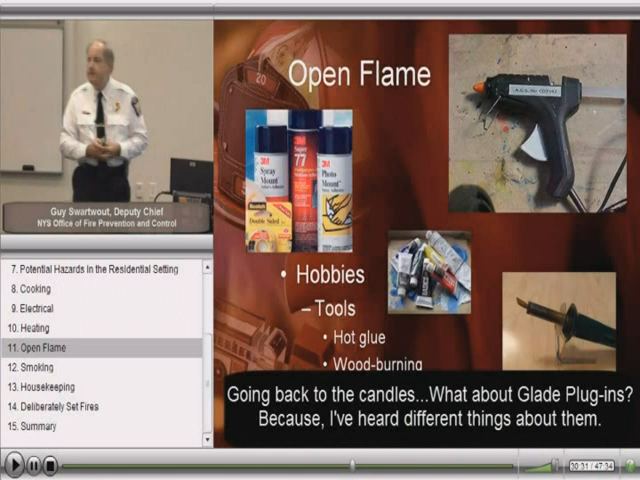 Open Flame
20
3M
Spray
Mount
3M
Super
77
3M
Photo
Mount
Scotch
Double Sided
Guy Swartwout, Deputy Chief
NYS Office of Fire Prevention and Control
7. Potential Hazards in the Residential Setting
8. Cooking
9. Electrical
10. Heating
11. Open Flame
12. Smoking
13. Housekeeping
14. Deliberately Set Fires
15. Summary
• Hobbies
– Tools
• Hot glue
• Wood-burning
Going back to the candles...What about Glade Plug-ins?
Because, I've heard different things about them.
20:31 / 47:34
?